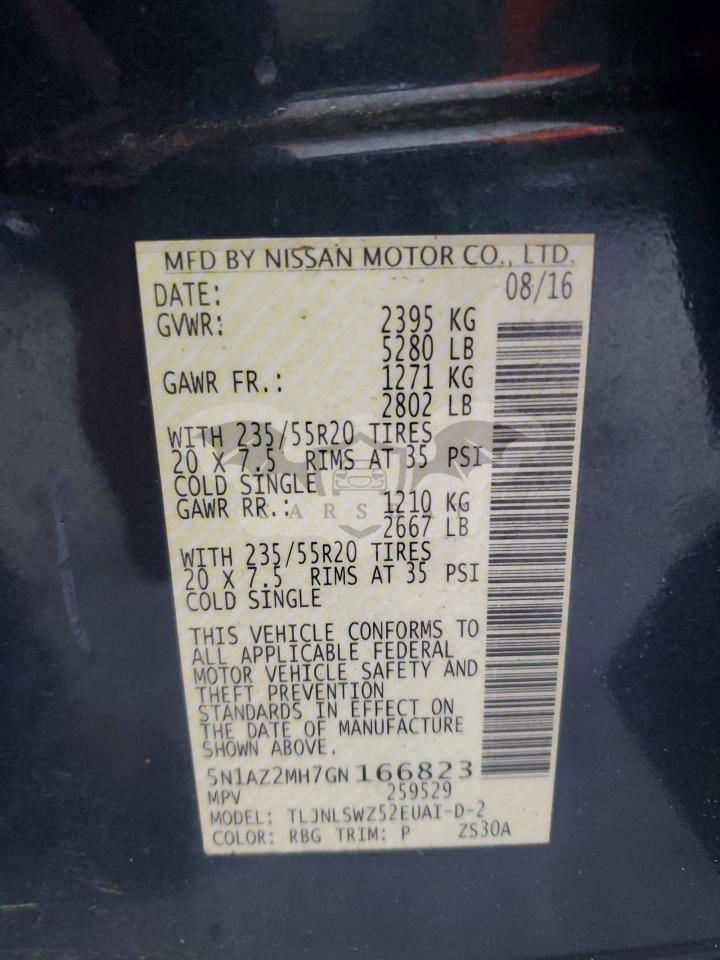 MFD BY NISSAN MOTOR CO., LTD.
DATE: 08/16
GVWR: 2395 KG
5280 LB
GAWR FR.: 1271 KG
2802 LB
WITH 235/55R20 TIRES
20 X 7.5 RIMS AT 35 PSI
COLD SINGLE
GAWR RR.: 1210 KG
2667 LB
WITH 235/55R20 TIRES
20 X 7.5 RIMS AT 35 PSI
COLD SINGLE
THIS VEHICLE CONFORMS TO
ALL APPLICABLE FEDERAL
MOTOR VEHICLE SAFETY AND
THEFT PREVENTION
STANDARDS IN EFFECT ON
THE DATE OF MANUFACTURE
SHOWN ABOVE.
5N1AZ2MH7GN166823
MPV 259529
MODEL: TLJNLSWZ52EUAI-D-2
COLOR: RBG TRIM: P ZS30A